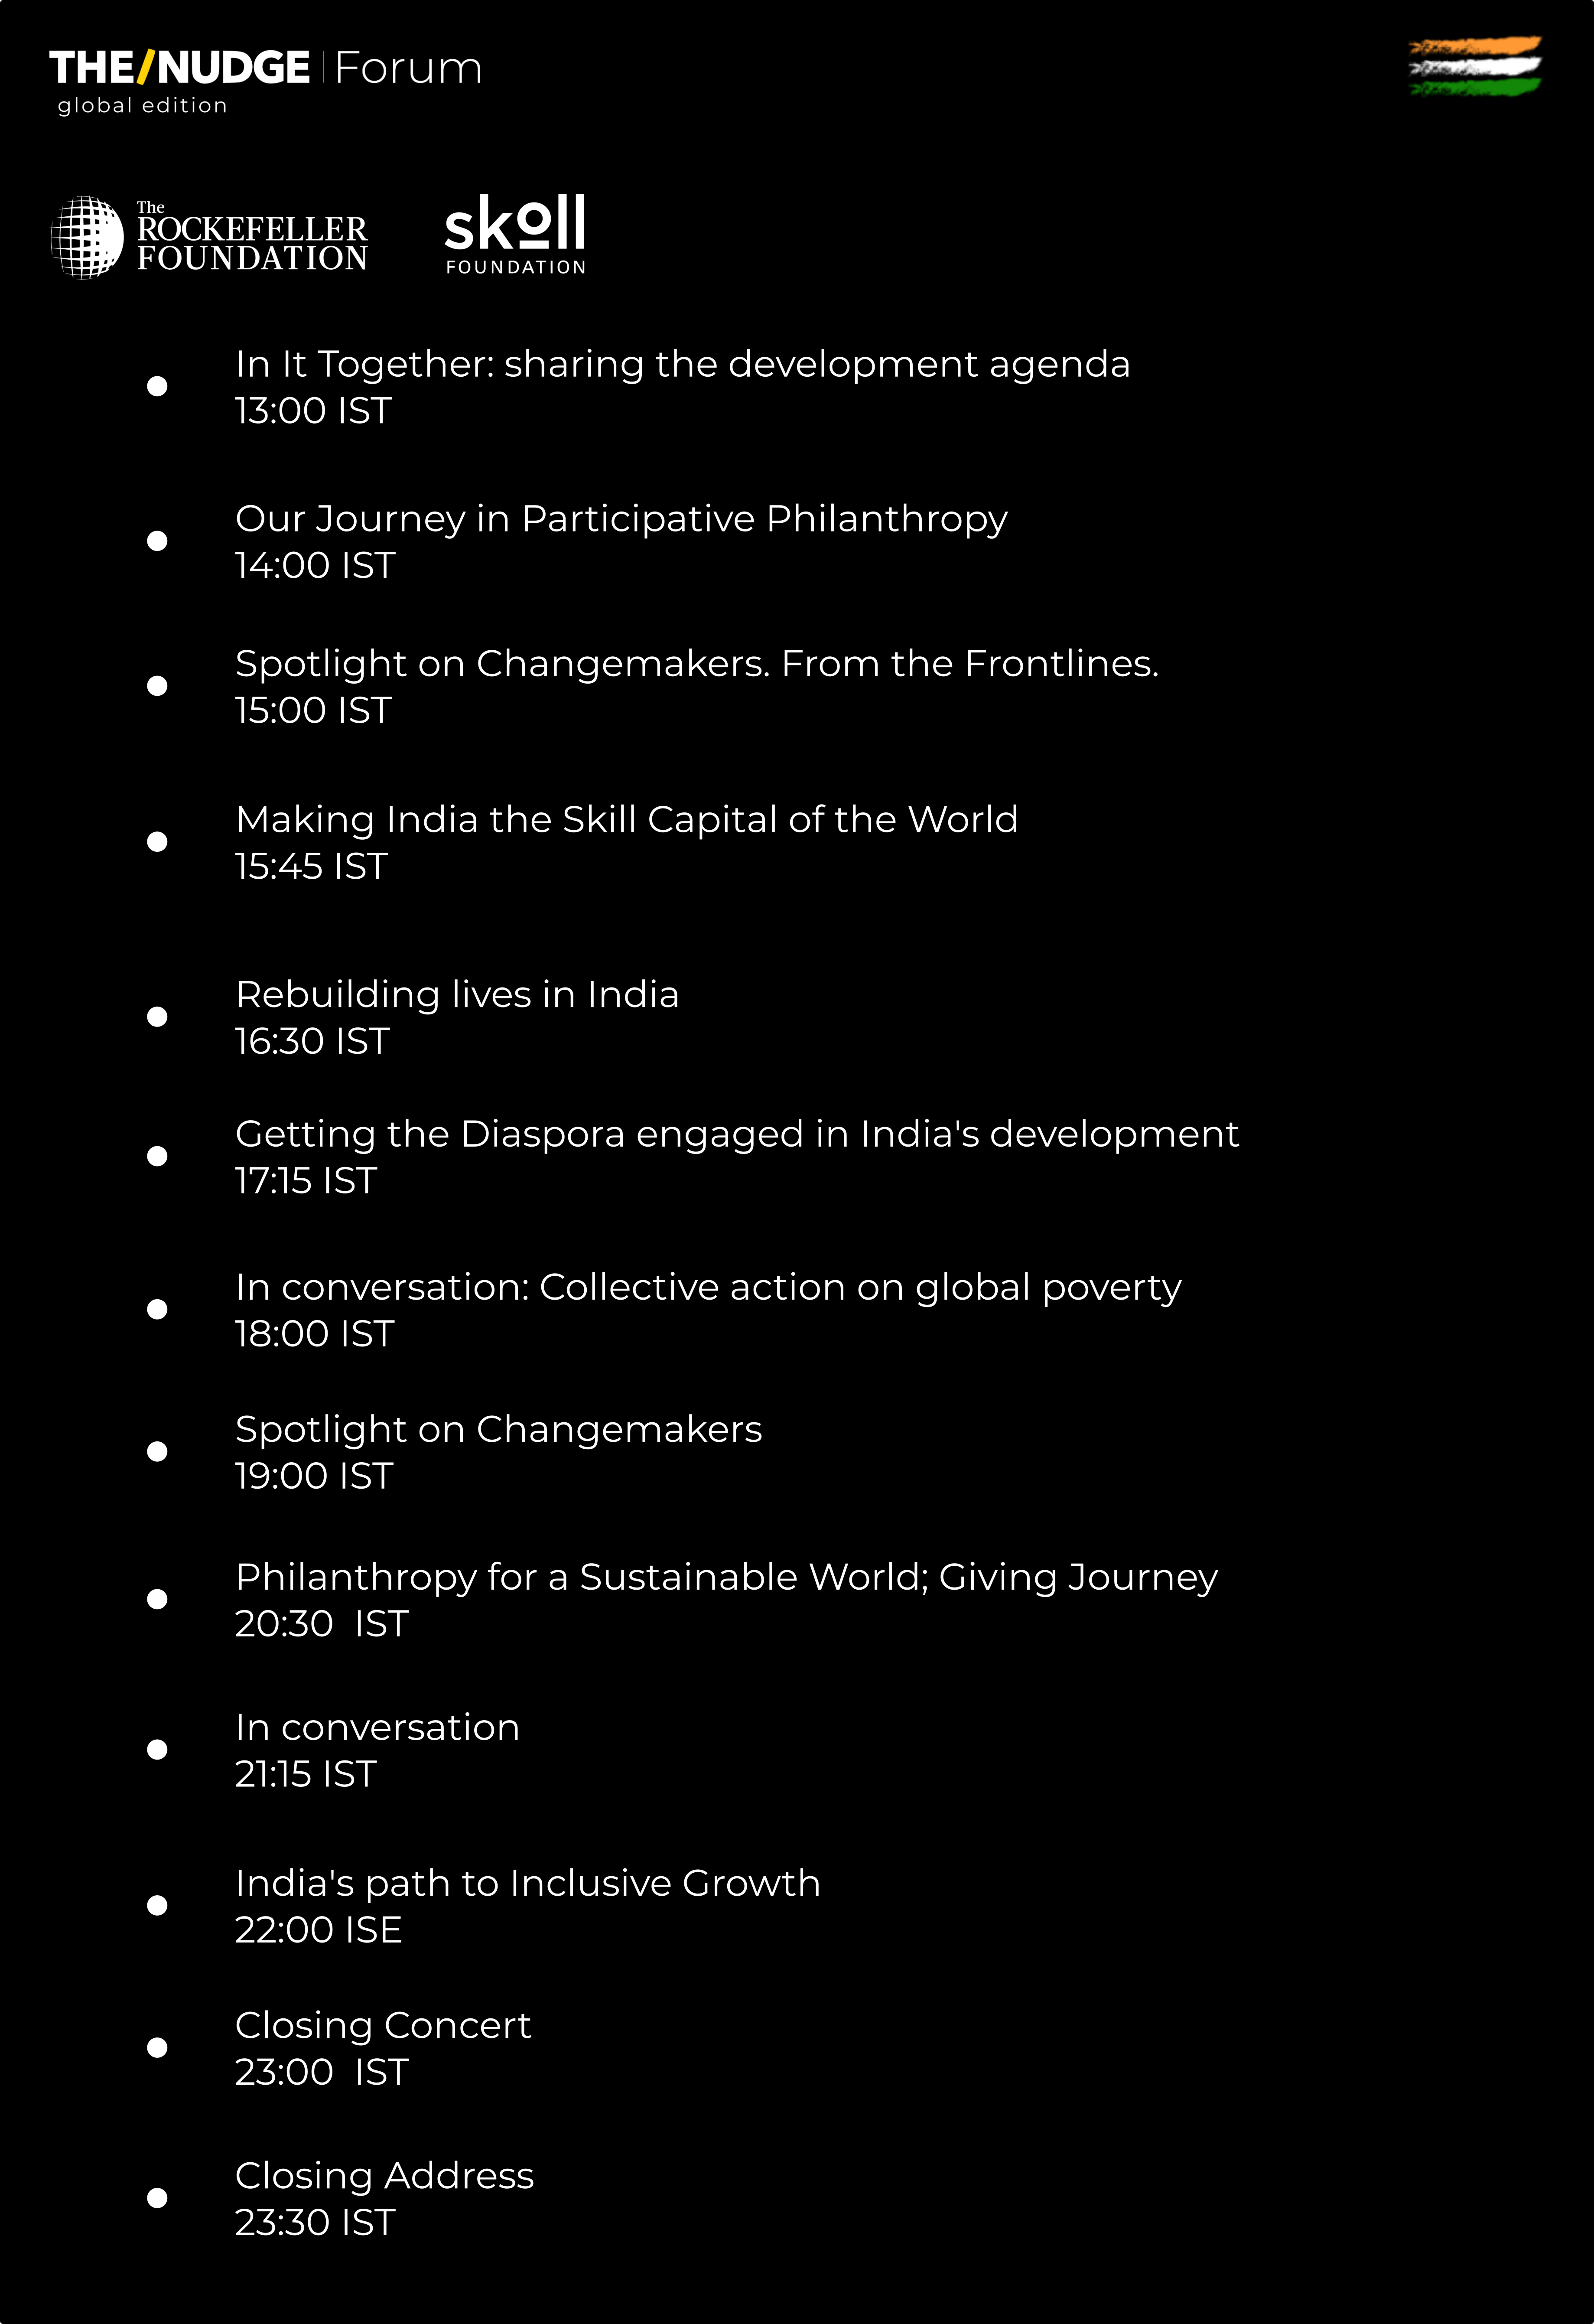 THE/NUDGE Forum
global edition
The
ROCKEFELLER
FOUNDATION
skoll
FOUNDATION
In It Together: sharing the development agenda
13:00 IST
Our Journey in Participative Philanthropy
14:00 IST
Spotlight on Changemakers. From the Frontlines.
15:00 IST
Making India the Skill Capital of the World
15:45 IST
Rebuilding lives in India
16:30 IST
Getting the Diaspora engaged in India's development
17:15 IST
In conversation: Collective action on global poverty
18:00 IST
Spotlight on Changemakers
19:00 IST
Philanthropy for a Sustainable World; Giving Journey
20:30  IST
In conversation
21:15 IST
India's path to Inclusive Growth
22:00 ISE
Closing Concert
23:00  IST
Closing Address
23:30 IST